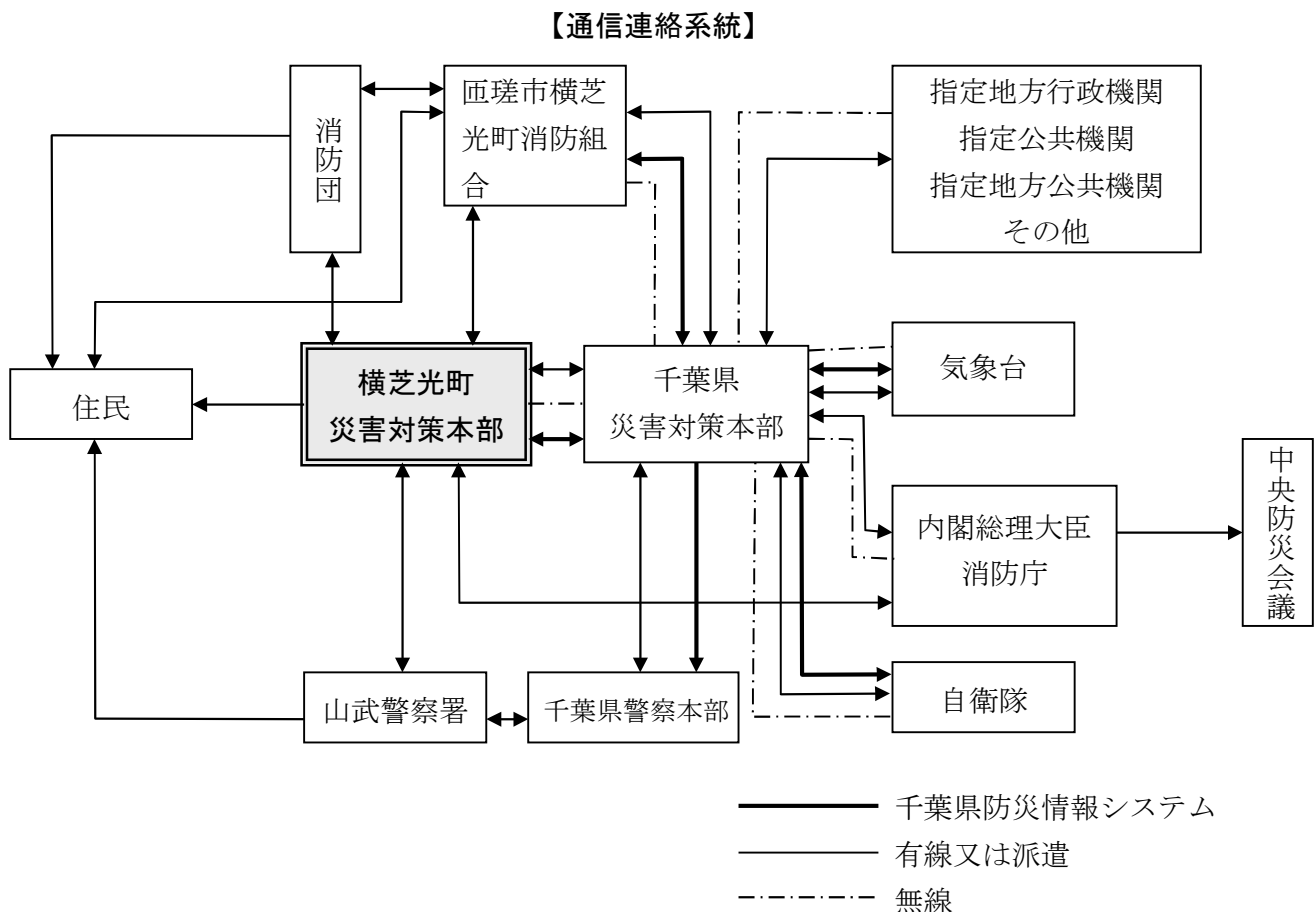 【通信連絡系統】
消防団
匝瑳市横芝
光町消防組
合
指定地方行政機関
指定公共機関
指定地方公共機関
その他
住民
横芝光町
災害対策本部
千葉県
災害対策本部
気象台
内閣総理大臣
消防庁
中央防災会議
山武警察署
千葉県警察本部
自衛隊
千葉県防災情報システム
有線又は派遣
無線